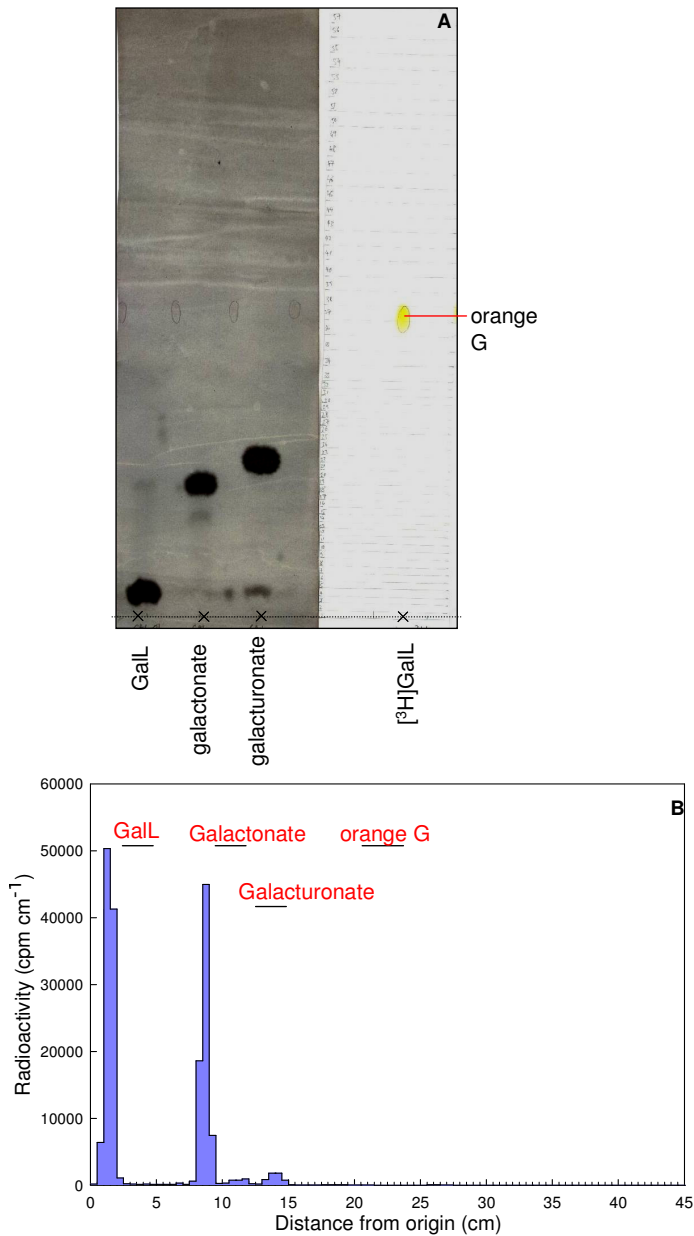 A
orange
G
GalL
galactonate
galacturonate
[³H]GalL
60000
B
GalL
Galactonate
orange G
50000
Galacturonate
40000
30000
20000
10000
0
Radioactivity (cpm cm⁻¹)
0 5 10 15 20 25 30 35 40 45
Distance from origin (cm)